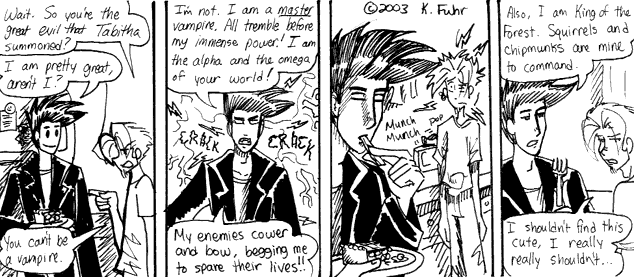 Wait. So you're the
great evil that Tabitha
summoned?
I am pretty great,
aren't I?
You can't be
a vampire.
I'm not. I am a master
vampire. All tremble before
my immense power! I am
the alpha and the omega
of your world!
CRACK
CRACK
My enemies cower
and bow, begging me
to spare their lives!!
©2003 K. Fuhr
Munch
Munch
pop
Also, I am King of the
Forest. Squirrels and
chipmunks are mine
to command.
I shouldn't find this
cute, I really
really shouldn't...